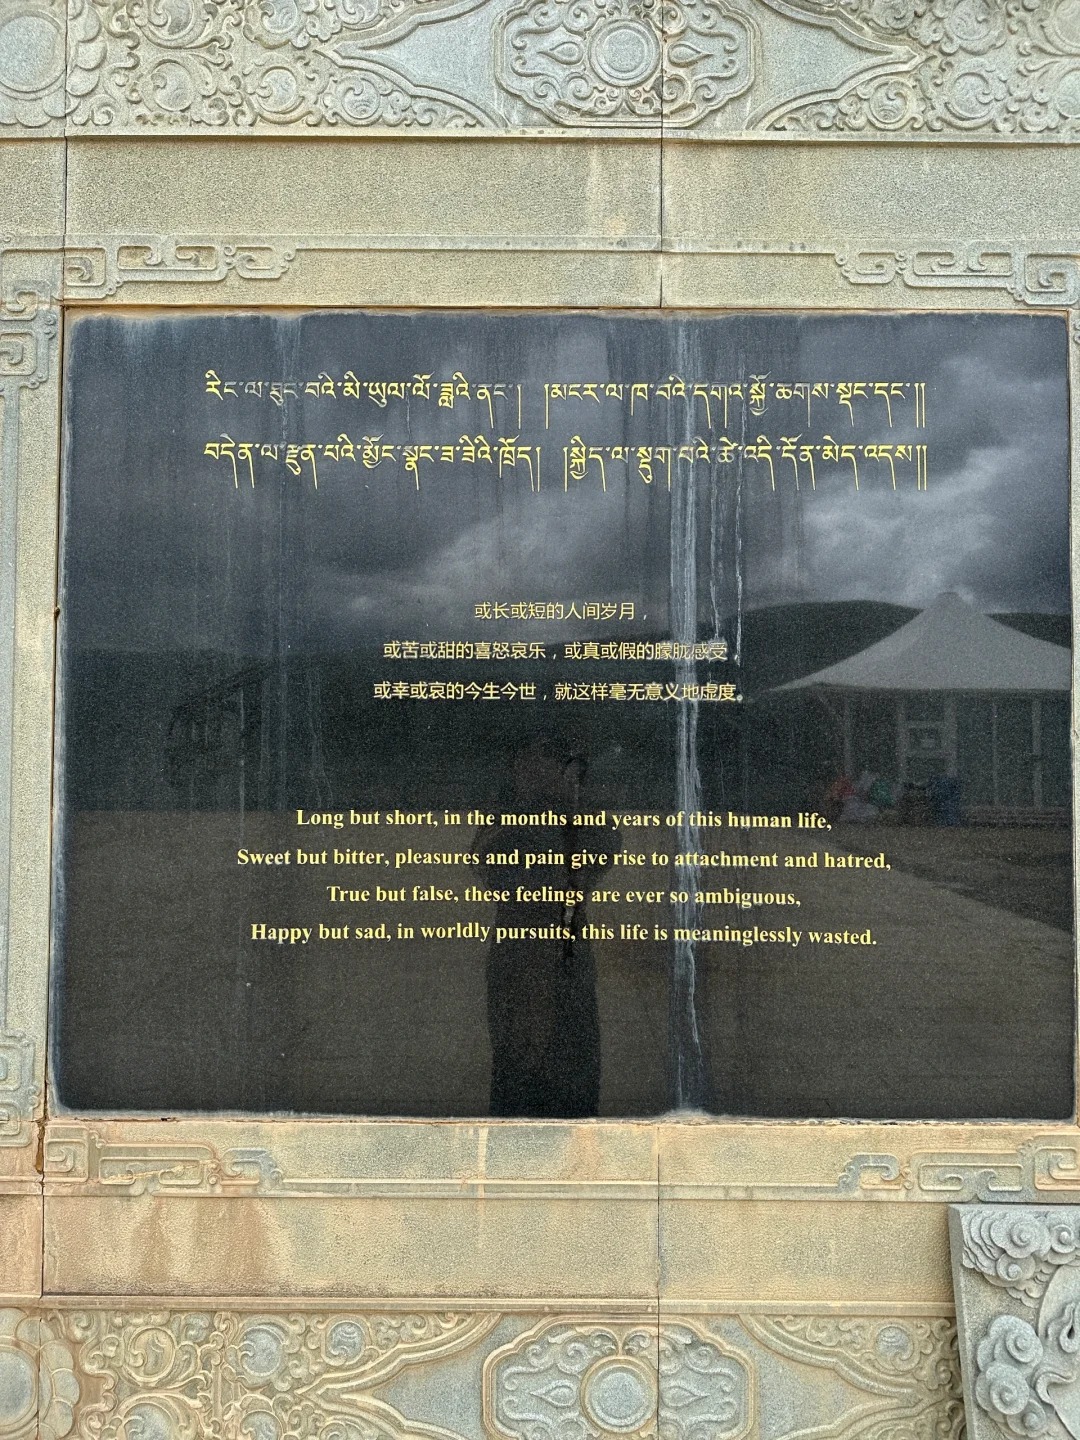 རིང་ལ་ཐུང་བའི་མི་ཡུལ་ལོ་ཟླའི་ནང་། །མངར་ལ་ཁ་བའི་དགའ་སྐྱོ་ཆགས་སྡང་དང་།།
བདེན་ལ་རྫུན་པའི་མྱོང་སྣང་ཟ་ཟིའི་ཁྲོད། །སྐྱིད་ལ་སྡུག་པའི་ཚེ་འདི་དོན་མེད་འདས།།
或长或短的人间岁月，
或苦或甜的喜怒哀乐，或真或假的朦胧感受，
或幸或哀的今生今世，就这样毫无意义地虚度。
Long but short, in the months and years of this human life,
Sweet but bitter, pleasures and pain give rise to attachment and hatred,
True but false, these feelings are ever so ambiguous,
Happy but sad, in worldly pursuits, this life is meaninglessly wasted.